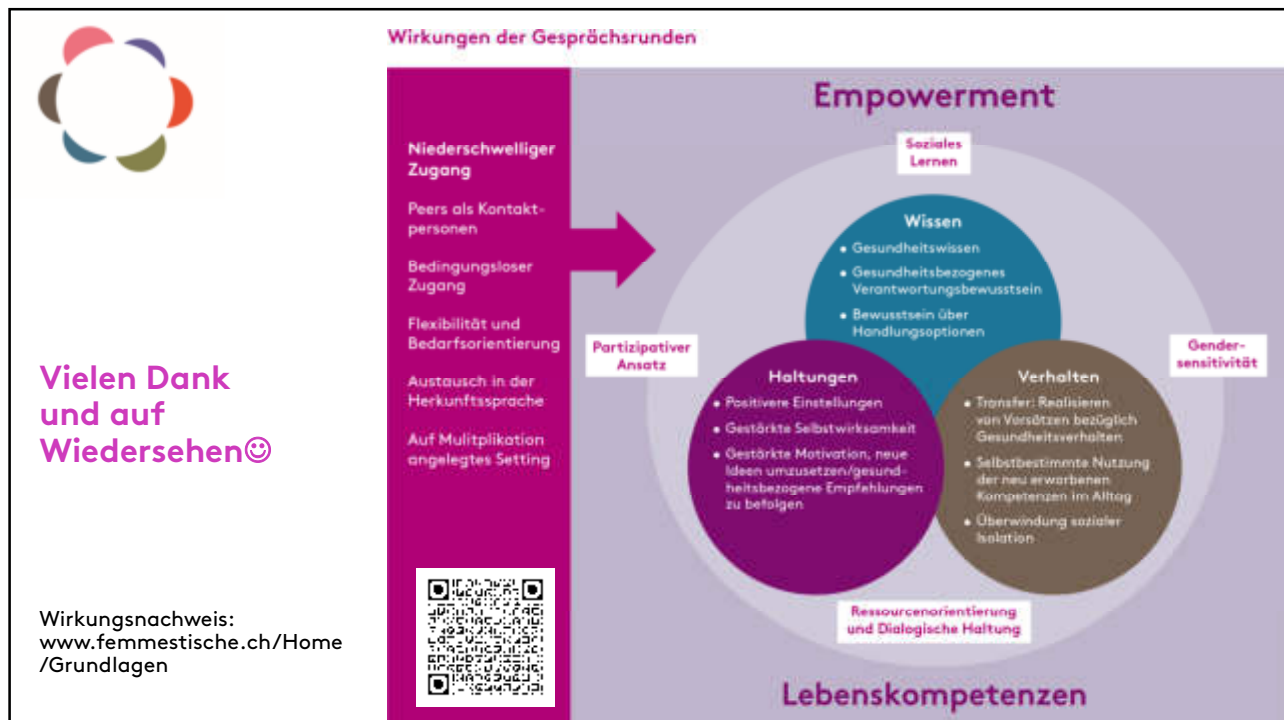 Wirkungen der Gesprächsrunden
Vielen Dank
und auf
Wiedersehen☺
Wirkungsnachweis:
www.femmestische.ch/Home
/Grundlagen
Niederschwelliger
Zugang
Peers als Kontakt-
personen
Bedingungsloser
Zugang
Flexibilität und
Bedarfsorientierung
Austausch in der
Herkunftssprache
Auf Mulitplikation
angelegtes Setting
Empowerment
Soziales
Lernen
Wissen
• Gesundheitswissen
• Gesundheitsbezogenes
Verantwortungsbewusstsein
• Bewusstsein über
Handlungsoptionen
Partizipativer
Ansatz
Gender-
sensitivität
Haltungen
• Positivere Einstellungen
• Gestärkte Selbstwirksamkeit
• Gestärkte Motivation, neue
Ideen umzusetzen/gesund-
heitsbezogene Empfehlungen
zu befolgen
Verhalten
• Transfer: Realisieren
von Vorsätzen bezüglich
Gesundheitsverhalten
• Selbstbestimmte Nutzung
der neu erworbenen
Kompetenzen im Alltag
• Überwindung sozialer
Isolation
Ressourcenorientierung
und Dialogische Haltung
Lebenskompetenzen